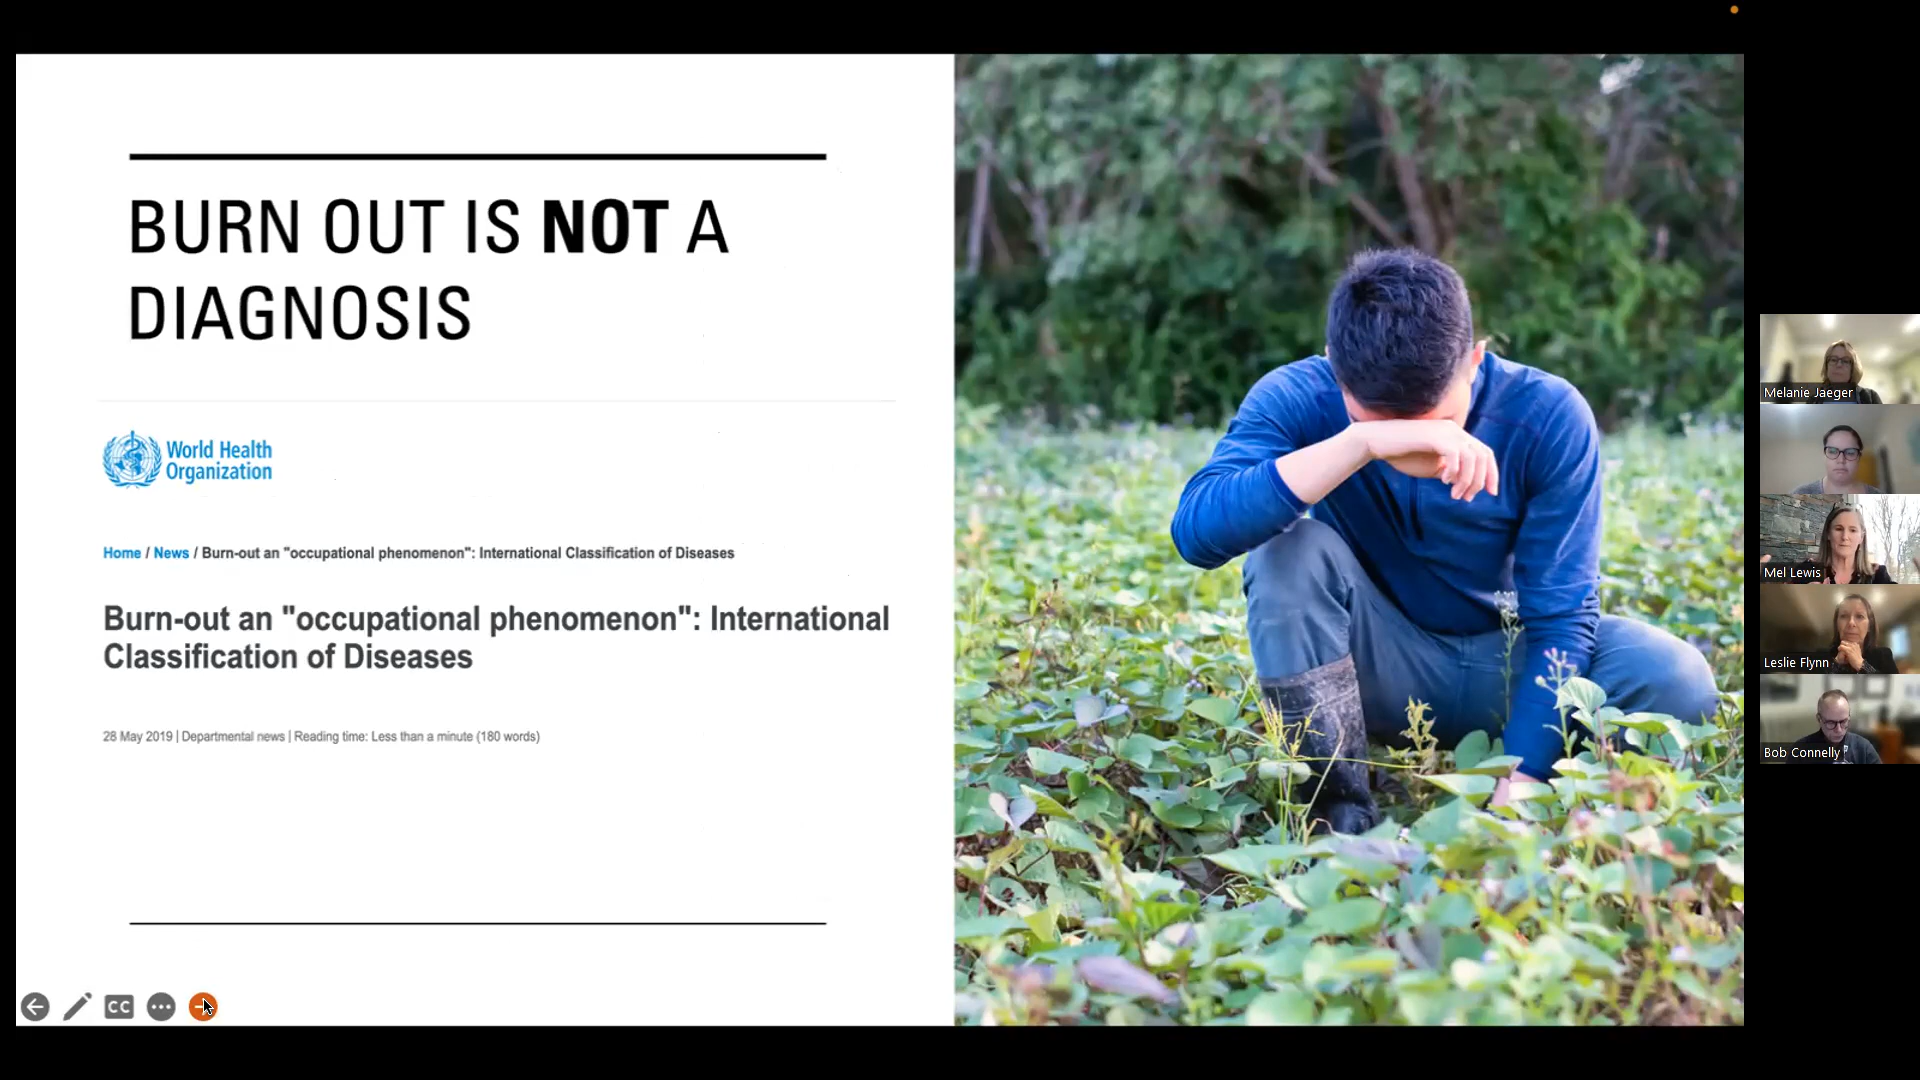 BURN OUT IS NOT A
DIAGNOSIS
World Health
Organization
Home / News / Burn-out an "occupational phenomenon": International Classification of Diseases
Burn-out an "occupational phenomenon": International
Classification of Diseases
28 May 2019 | Departmental news | Reading time: Less than a minute (180 words)
CC
Melanie Jaeger
Mel Lewis
Leslie Flynn
Bob Connelly